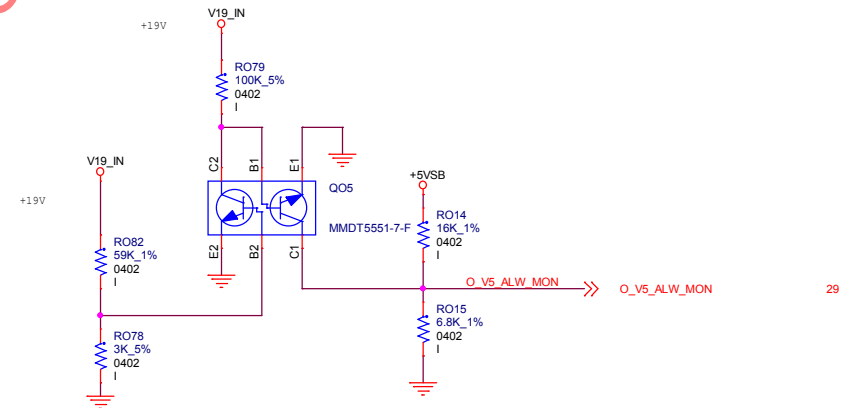 V19_IN
+19V
RO79
100K_5%
0402
I
V19_IN
+19V
RO82
59K_1%
0402
I
RO78
3K_5%
0402
I
C2
B1
E1
E2
B2
C1
QO5
MMDT5551-7-F
+5VSB
RO14
16K_1%
0402
I
O_V5_ALW_MON
O_V5_ALW_MON
29
RO15
6.8K_1%
0402
I